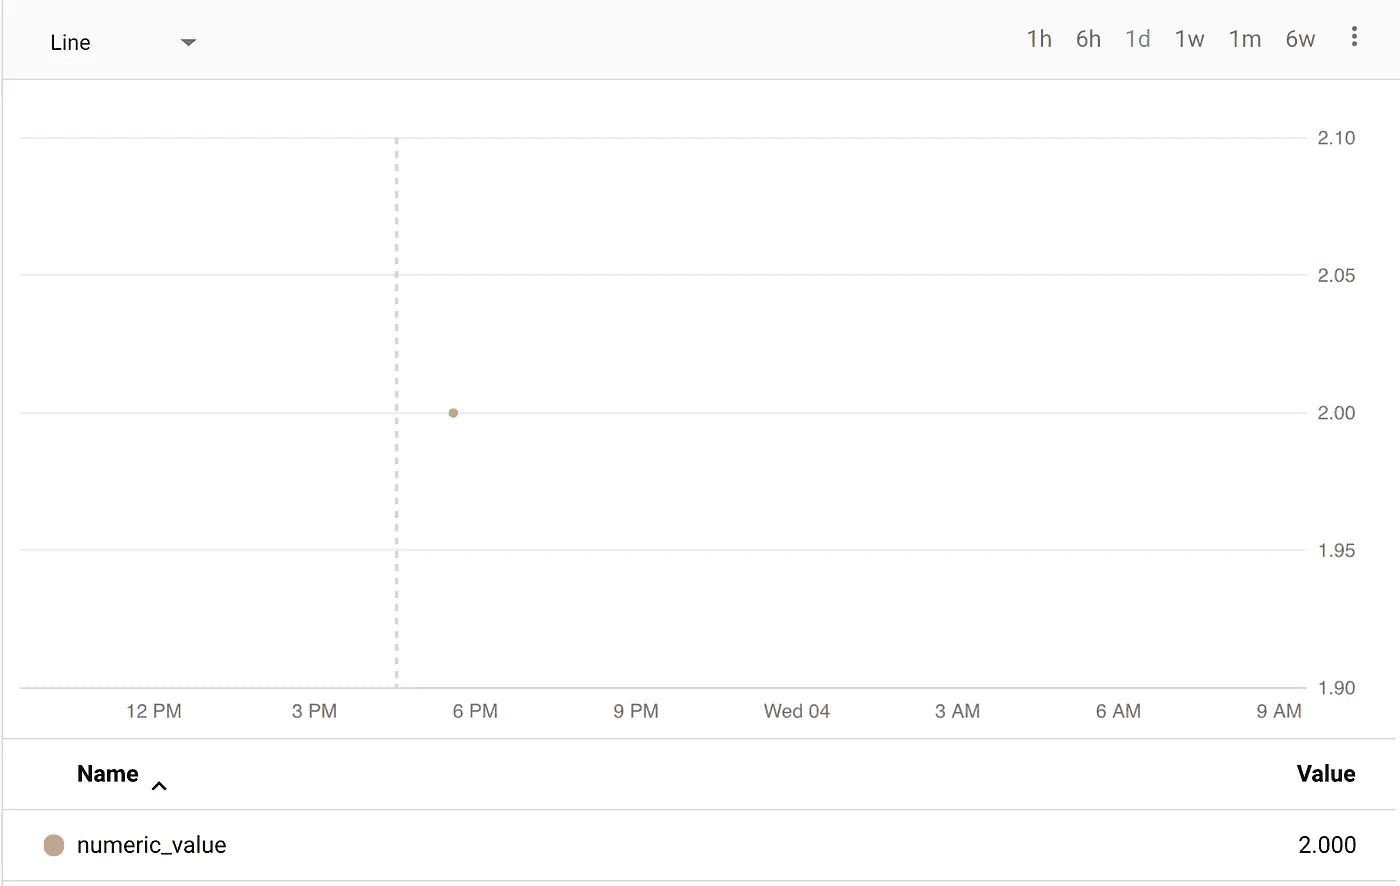 Line 1h 6h 1d 1w 1m 6w
2.10
2.05
2.00
1.95
1.90
12 PM 3 PM 6 PM 9 PM Wed 04 3 AM 6 AM 9 AM
Name Value
numeric_value 2.000